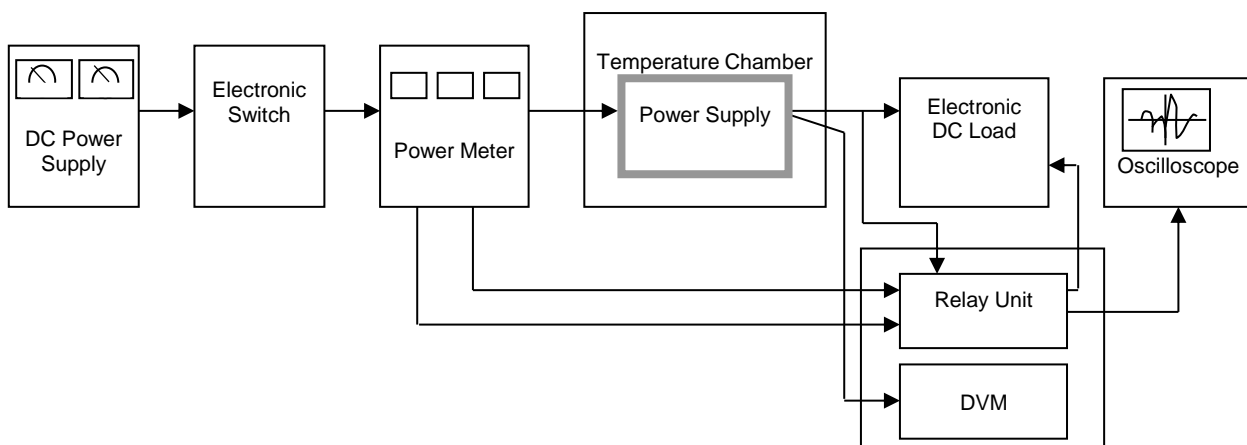 DC Power
Supply
Electronic
Switch
Power Meter
Temperature Chamber
Power Supply
Electronic
DC Load
Oscilloscope
Relay Unit
DVM